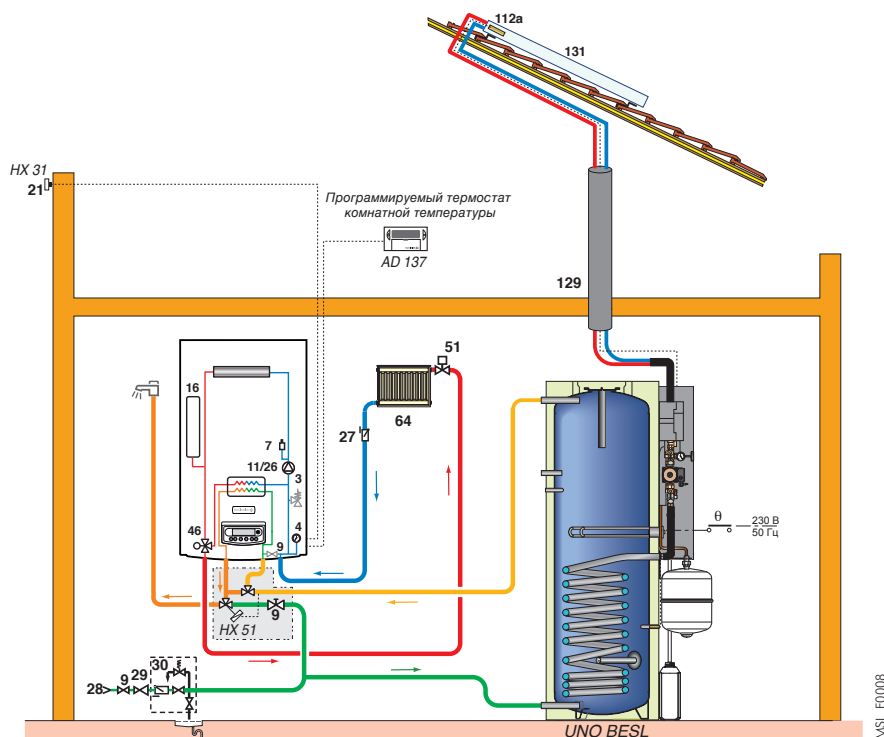 112a
131
HX 31
21
Программируемый термостат
комнатной температуры
AD 137
129
51
16
64
7
27
11/26
3
θ
230 В
50 Гц
46
4
9
HX 51
9
30
29
9
28
UNO BESL
MSL_F0008